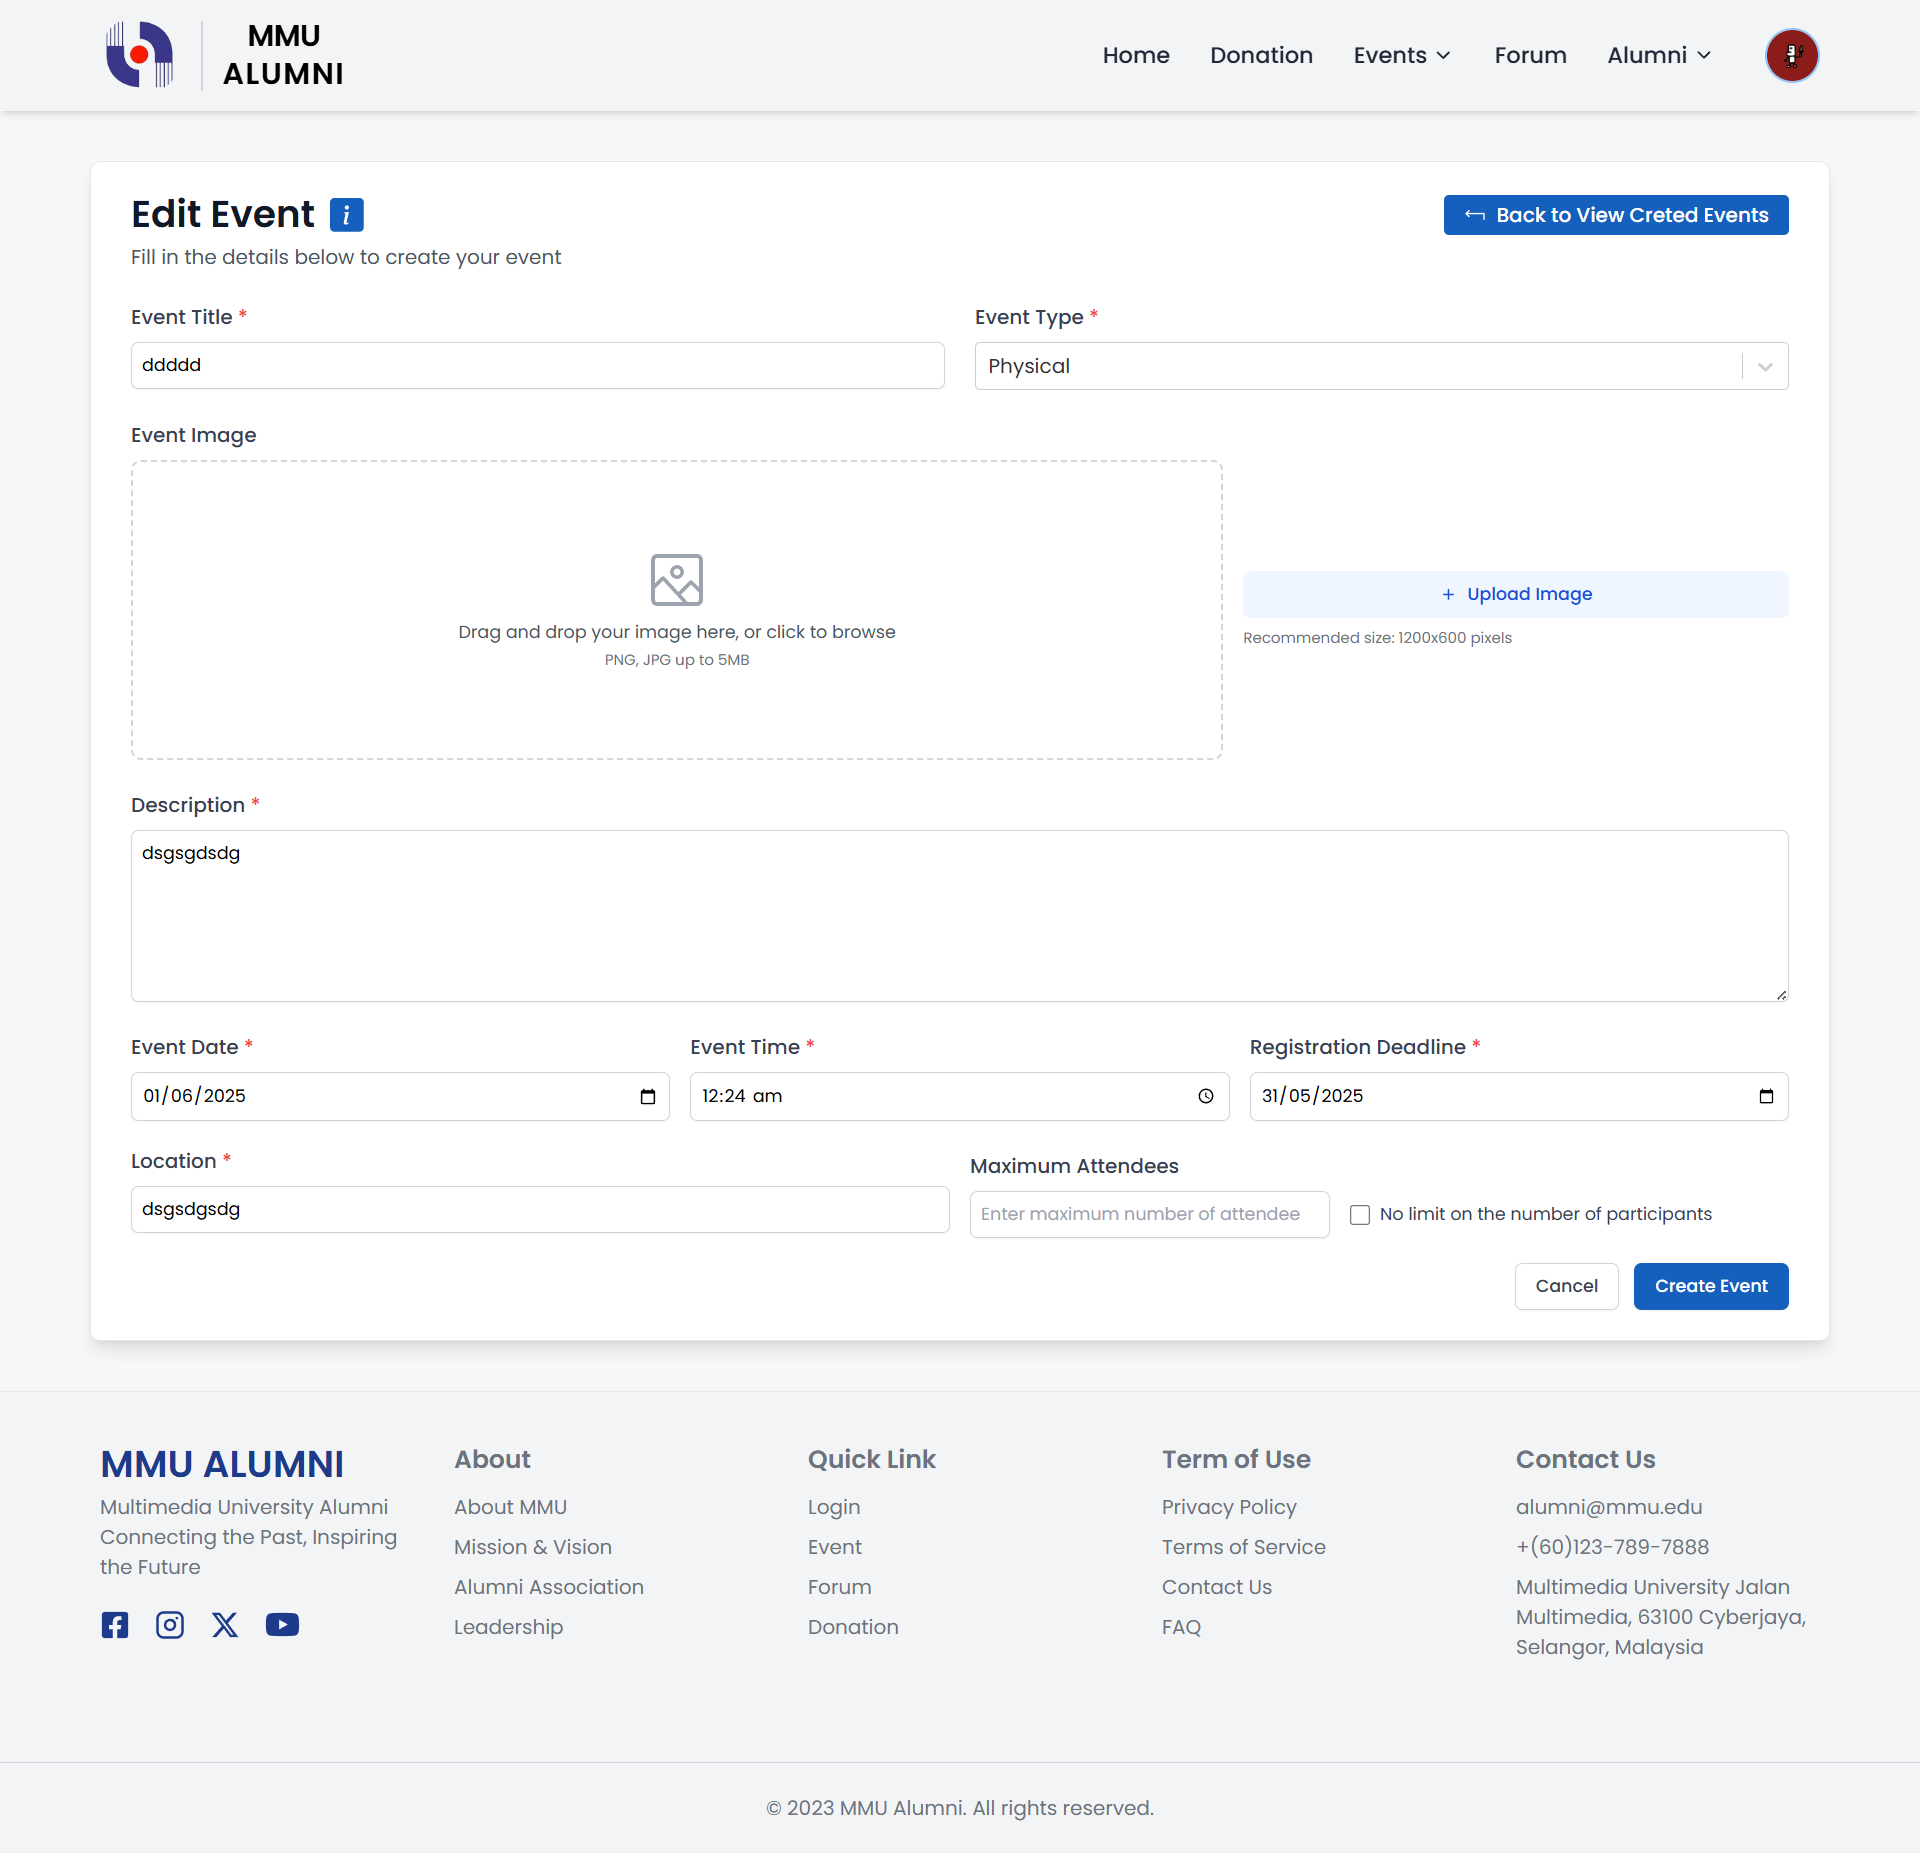 MMU
ALUMNI
Home Donation Events Forum Alumni
Edit Event i
Back to View Creted Events
Fill in the details below to create your event
Event Title *
Event Type *
ddddd
Physical
Event Image
Drag and drop your image here, or click to browse
PNG, JPG up to 5MB
+ Upload Image
Recommended size: 1200x600 pixels
Description *
dsgsgdsdg
Event Date *
Event Time *
Registration Deadline *
01/06/2025
12:24 am
31/05/2025
Location *
Maximum Attendees
dsgsdgsdg
Enter maximum number of attendee
No limit on the number of participants
Cancel
Create Event
MMU ALUMNI
Multimedia University Alumni
Connecting the Past, Inspiring
the Future
About
About MMU
Mission & Vision
Alumni Association
Leadership
Quick Link
Login
Event
Forum
Donation
Term of Use
Privacy Policy
Terms of Service
Contact Us
FAQ
Contact Us
alumni@mmu.edu
+(60)123-789-7888
Multimedia University Jalan
Multimedia, 63100 Cyberjaya,
Selangor, Malaysia
© 2023 MMU Alumni. All rights reserved.